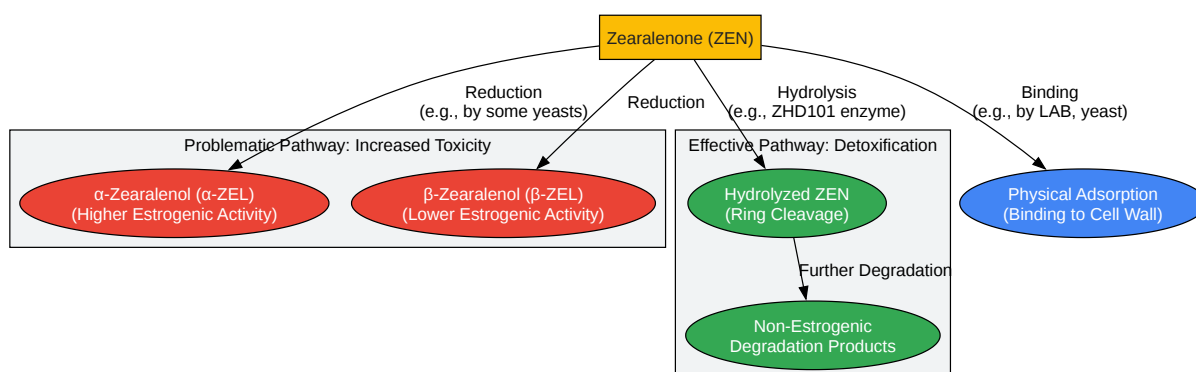 Zearalenone (ZEN)
Reduction
(e.g., by some yeasts)
Reduction
Hydrolysis
(e.g., ZHD101 enzyme)
Binding
(e.g., by LAB, yeast)
Problematic Pathway: Increased Toxicity
Effective Pathway: Detoxification
α-Zearalenol (α-ZEL)
(Higher Estrogenic Activity)
β-Zearalenol (β-ZEL)
(Lower Estrogenic Activity)
Hydrolyzed ZEN
(Ring Cleavage)
Physical Adsorption
(Binding to Cell Wall)
Further Degradation
Non-Estrogenic
Degradation Products